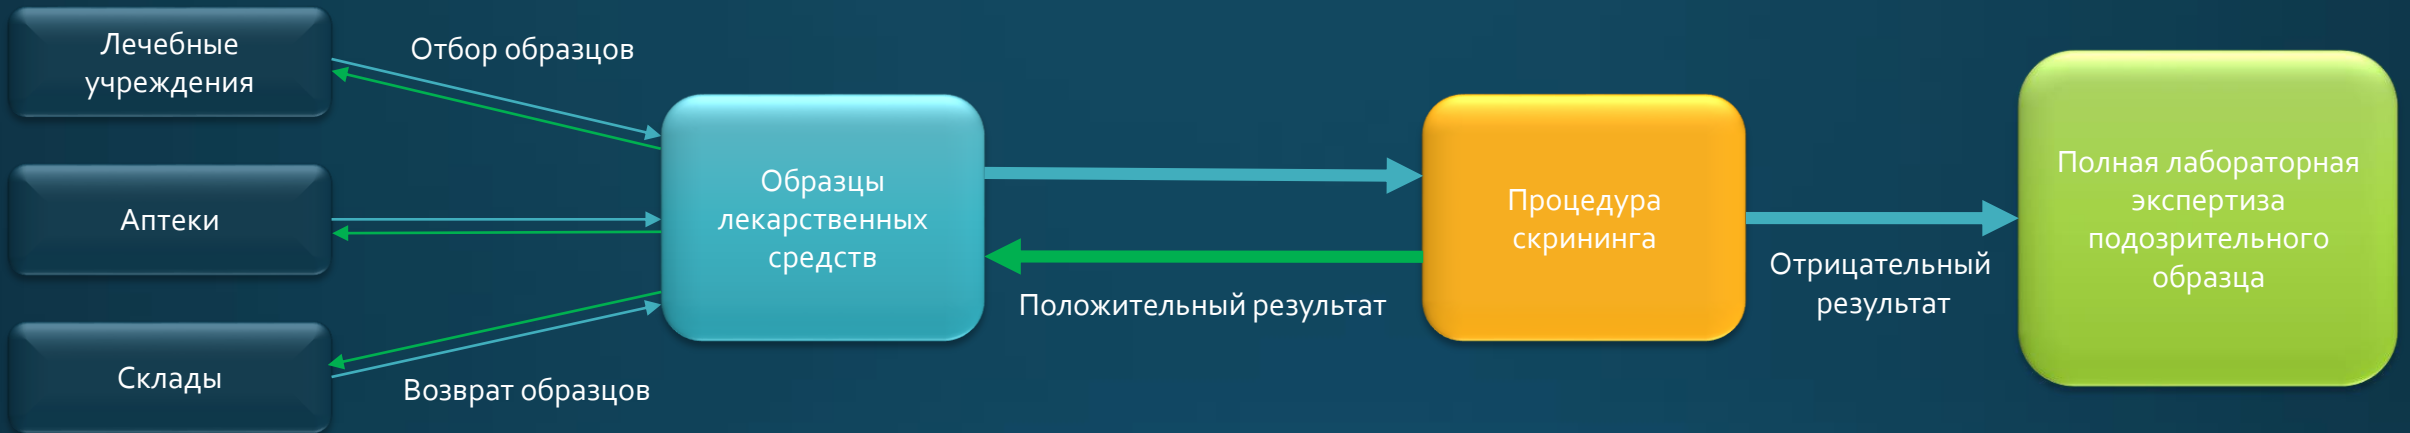 Лечебные
учреждения
Отбор образцов
Аптеки
Склады
Возврат образцов
Образцы
лекарственных
средств
Положительный результат
Процедура
скрининга
Отрицательный
результат
Полная лабораторная
экспертиза
подозрительного
образца